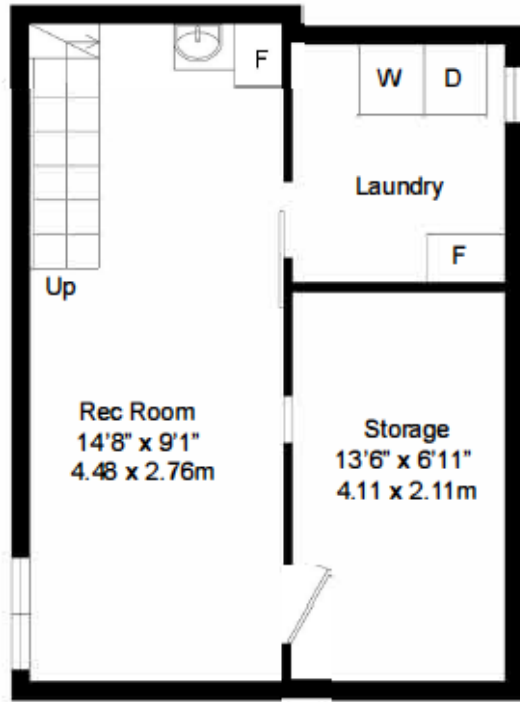 F
W D
Laundry
F
Up
Rec Room
14'8" x 9'1"
4.48 x 2.76m
Storage
13'6" x 6'11"
4.11 x 2.11m